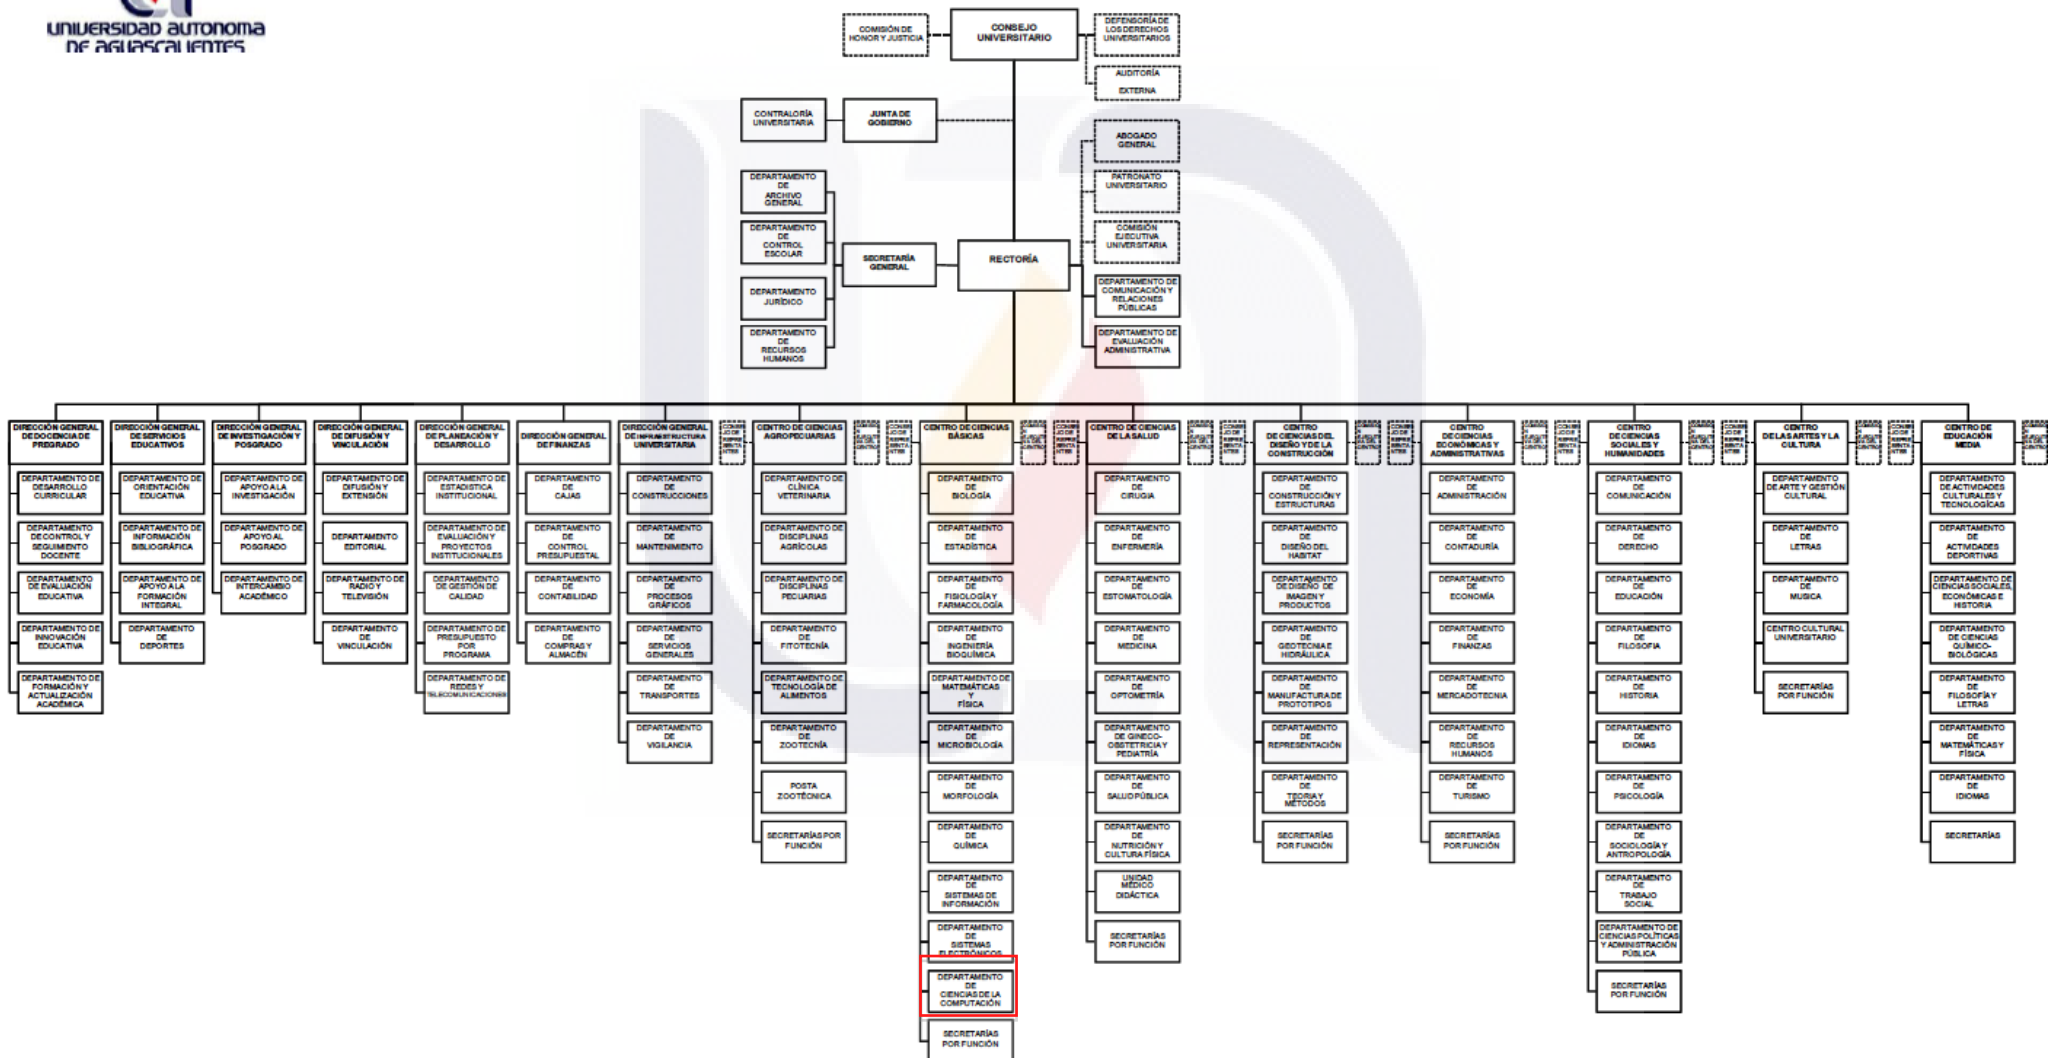 UNIVERSIDAD AUTONOMA
DE AGUASCALIENTES
COMISIÓN DE
HONOR Y JUSTICIA
CONSEJO
UNIVERSITARIO
DEFENSORÍA DE
LOS DERECHOS
UNIVERSITARIOS
AUDITORÍA
EXTERNA
CONTRALORÍA
UNIVERSITARIA
JUNTA DE
GOBIERNO
ABOGADO
GENERAL
PATRONATO
UNIVERSITARIO
COMISIÓN
EJECUTIVA
UNIVERSITARIA
DEPARTAMENTO
DE
ARCHIVO
GENERAL
DEPARTAMENTO
DE
CONTROL
ESCOLAR
DEPARTAMENTO
JURÍDICO
DEPARTAMENTO
DE
RECURSOS
HUMANOS
SECRETARÍA
GENERAL
RECTORÍA
DEPARTAMENTO DE
COMUNICACIÓN Y
RELACIONES
PÚBLICAS
DEPARTAMENTO DE
EVALUACIÓN
ADMINISTRATIVA
DIRECCIÓN GENERAL
DE DOCENCIA DE
PREGRADO
DEPARTAMENTO DE
DESARROLLO
CURRICULAR
DEPARTAMENTO
DE CONTROL Y
SEGUIMIENTO
DOCENTE
DEPARTAMENTO
DE EVALUACIÓN
EDUCATIVA
DEPARTAMENTO DE
INNOVACIÓN
EDUCATIVA
DEPARTAMENTO DE
FORMACIÓN Y
ACTUALIZACIÓN
ACADÉMICA
DIRECCIÓN GENERAL
DE SERVICIOS
EDUCATIVOS
DEPARTAMENTO DE
ORIENTACIÓN
EDUCATIVA
DEPARTAMENTO DE
INFORMACIÓN
BIBLIOGRÁFICA
DEPARTAMENTO DE
APOYO A LA
FORMACIÓN
INTEGRAL
DEPARTAMENTO
DE
DEPORTES
DIRECCIÓN GENERAL
DE INVESTIGACIÓN Y
POSGRADO
DEPARTAMENTO DE
APOYO A LA
INVESTIGACIÓN
DEPARTAMENTO DE
APOYO AL
POSGRADO
DEPARTAMENTO DE
INTERCAMBIO
ACADÉMICO
DIRECCIÓN GENERAL
DE DIFUSIÓN Y
VINCULACIÓN
DEPARTAMENTO DE
DIFUSIÓN Y
EXTENSIÓN
DEPARTAMENTO
EDITORIAL
DEPARTAMENTO DE
RADIO Y
TELEVISIÓN
DEPARTAMENTO
DE
VINCULACIÓN
DIRECCIÓN GENERAL
DE PLANEACIÓN Y
DESARROLLO
DEPARTAMENTO DE
ESTADISTICA
INSTITUCIONAL
DEPARTAMENTO DE
EVALUACIÓN Y
PROYECTOS
INSTITUCIONALES
DEPARTAMENTO
DE GESTIÓN DE
CALIDAD
DEPARTAMENTO DE
PRESUPUESTO
POR
PROGRAMA
DEPARTAMENTO DE
REDES Y
TELECOMUNICACIONES
DIRECCIÓN GENERAL
DE FINANZAS
DEPARTAMENTO
DE
CAJAS
DEPARTAMENTO
DE
CONTROL
PRESUPUESTAL
DEPARTAMENTO
DE
CONTABILIDAD
DEPARTAMENTO
DE
COMPRAS Y
ALMACÉN
DIRECCIÓN GENERAL
DE INFRAESTRUCTURA
UNIVERSITARIA
DEPARTAMENTO
DE
CONSTRUCCIONES
DEPARTAMENTO
DE
MANTENIMIENTO
DEPARTAMENTO
DE
PROCESOS
GRÁFICOS
DEPARTAMENTO
DE
SERVICIOS
GENERALES
DEPARTAMENTO
DE
TRANSPORTES
DEPARTAMENTO
DE
VIGILANCIA
CENTRO DE CIENCIAS
AGROPECUARIAS
DEPARTAMENTO
DE CLÍNICA
VETERINARIA
DEPARTAMENTO DE
DISCIPLINAS
AGRÍCOLAS
DEPARTAMENTO DE
DISCIPLINAS
PECUARIAS
DEPARTAMENTO
DE
FITOTECNÍA
DEPARTAMENTO DE
TECNOLOGÍA DE
ALIMENTOS
DEPARTAMENTO
DE
ZOOTECNÍA
POSTA
ZOOTÉCNICA
SECRETARÍAS POR
FUNCIÓN
CENTRO DE CIENCIAS
BÁSICAS
DEPARTAMENTO
DE
BIOLOGÍA
DEPARTAMENTO
DE
ESTADÍSTICA
DEPARTAMENTO
DE
FISIOLOGÍA Y
FARMACOLOGÍA
DEPARTAMENTO
DE
INGENIERÍA
BIOQUÍMICA
DEPARTAMENTO DE
MATEMÁTICAS
Y
FÍSICA
DEPARTAMENTO
DE
MICROBIOLOGÍA
DEPARTAMENTO
DE
MORFOLOGÍA
DEPARTAMENTO
DE
QUÍMICA
DEPARTAMENTO
DE
SISTEMAS DE
INFORMACIÓN
DEPARTAMENTO
DE
SISTEMAS
ELECTRÓNICOS
DEPARTAMENTO
DE
CIENCIAS DE LA
COMPUTACIÓN
SECRETARÍAS
POR FUNCIÓN
CENTRO DE CIENCIAS
DE LA SALUD
DEPARTAMENTO
DE
CIRUGIA
DEPARTAMENTO
DE
ENFERMERÍA
DEPARTAMENTO
DE
ESTOMATOLOGÍA
DEPARTAMENTO
DE
MEDICINA
DEPARTAMENTO
DE
OPTOMETRÍA
DEPARTAMENTO
DE GINECO-
OBSTETRICIA Y
PEDIATRÍA
DEPARTAMENTO
DE
SALUD PÚBLICA
DEPARTAMENTO
DE
NUTRICIÓN Y
CULTURA FÍSICA
UNIDAD
MÉDICO
DIDÁCTICA
SECRETARÍAS
POR FUNCIÓN
CENTRO
DE CIENCIAS DEL
DISEÑO Y DE LA
CONSTRUCCIÓN
DEPARTAMENTO
DE
CONSTRUCCIÓN Y
ESTRUCTURAS
DEPARTAMENTO
DE
DISEÑO DEL
HABITAT
DEPARTAMENTO
DE DISEÑO DE
IMAGEN Y
PRODUCTOS
DEPARTAMENTO
DE
GEOTECNIA E
HIDRÁULICA
DEPARTAMENTO
DE
MANUFACTURA DE
PROTOTIPOS
DEPARTAMENTO
DE
REPRESENTACIÓN
DEPARTAMENTO
DE
TEORIA Y
MÉTODOS
SECRETARÍAS
POR FUNCIÓN
CENTRO
DE CIENCIAS
ECONÓMICAS Y
ADMINISTRATIVAS
DEPARTAMENTO
DE
ADMINISTRACIÓN
DEPARTAMENTO
DE
CONTADURÍA
DEPARTAMENTO
DE
ECONOMÍA
DEPARTAMENTO
DE
FINANZAS
DEPARTAMENTO
DE
MERCADOTECNIA
DEPARTAMENTO
DE
RECURSOS
HUMANOS
DEPARTAMENTO
DE
TURISMO
SECRETARÍAS
POR FUNCIÓN
CENTRO
DE CIENCIAS
SOCIALES Y
HUMANIDADES
DEPARTAMENTO
DE
COMUNICACIÓN
DEPARTAMENTO
DE
DERECHO
DEPARTAMENTO
DE
EDUCACIÓN
DEPARTAMENTO
DE
FILOSOFIA
DEPARTAMENTO
DE
HISTORIA
DEPARTAMENTO
DE
IDIOMAS
DEPARTAMENTO
DE
PSICOLOGÍA
DEPARTAMENTO
DE
SOCIOLOGÍA Y
ANTROPOLOGÍA
DEPARTAMENTO
DE
TRABAJO
SOCIAL
DEPARTAMENTO DE
CIENCIAS POLÍTICAS
Y ADMINISTRACIÓN
PÚBLICA
SECRETARÍAS
POR FUNCIÓN
CENTRO
DE LAS ARTES Y LA
CULTURA
DEPARTAMENTO
DE ARTE Y GESTIÓN
CULTURAL
DEPARTAMENTO
DE
LETRAS
DEPARTAMENTO
DE
MUSICA
CENTRO CULTURAL
UNIVERSITARIO
SECRETARÍAS
POR FUNCIÓN
CENTRO DE
EDUCACIÓN
MEDIA
DEPARTAMENTO
DE ACTIVIDADES
CULTURALES Y
TECNOLÓGICAS
DEPARTAMENTO
DE
ACTIVIDADES
DEPORTIVAS
DEPARTAMENTO DE
CIENCIAS SOCIALES,
ECONÓMICAS E
HISTORIA
DEPARTAMENTO
DE CIENCIAS
QUÍMICO-
BIOLÓGICAS
DEPARTAMENTO
DE
FILOSOFÍA Y
LETRAS
DEPARTAMENTO
DE
MATEMÁTICAS Y
FÍSICA
DEPARTAMENTO
DE
IDIOMAS
SECRETARÍAS